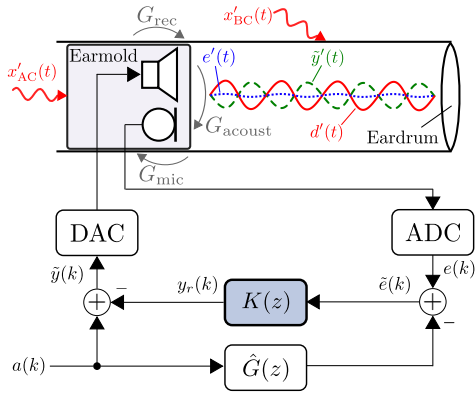 G_rec
x′_BC(t)
Earmold
e′(t)
ỹ′(t)
x′_AC(t)
G_acoust
d′(t)
Eardrum
G_mic
DAC
ADC
ỹ(k)
e(k)
−
y_r(k)
K(z)
ẽ(k)
+
+
−
a(k)
Ĝ(z)